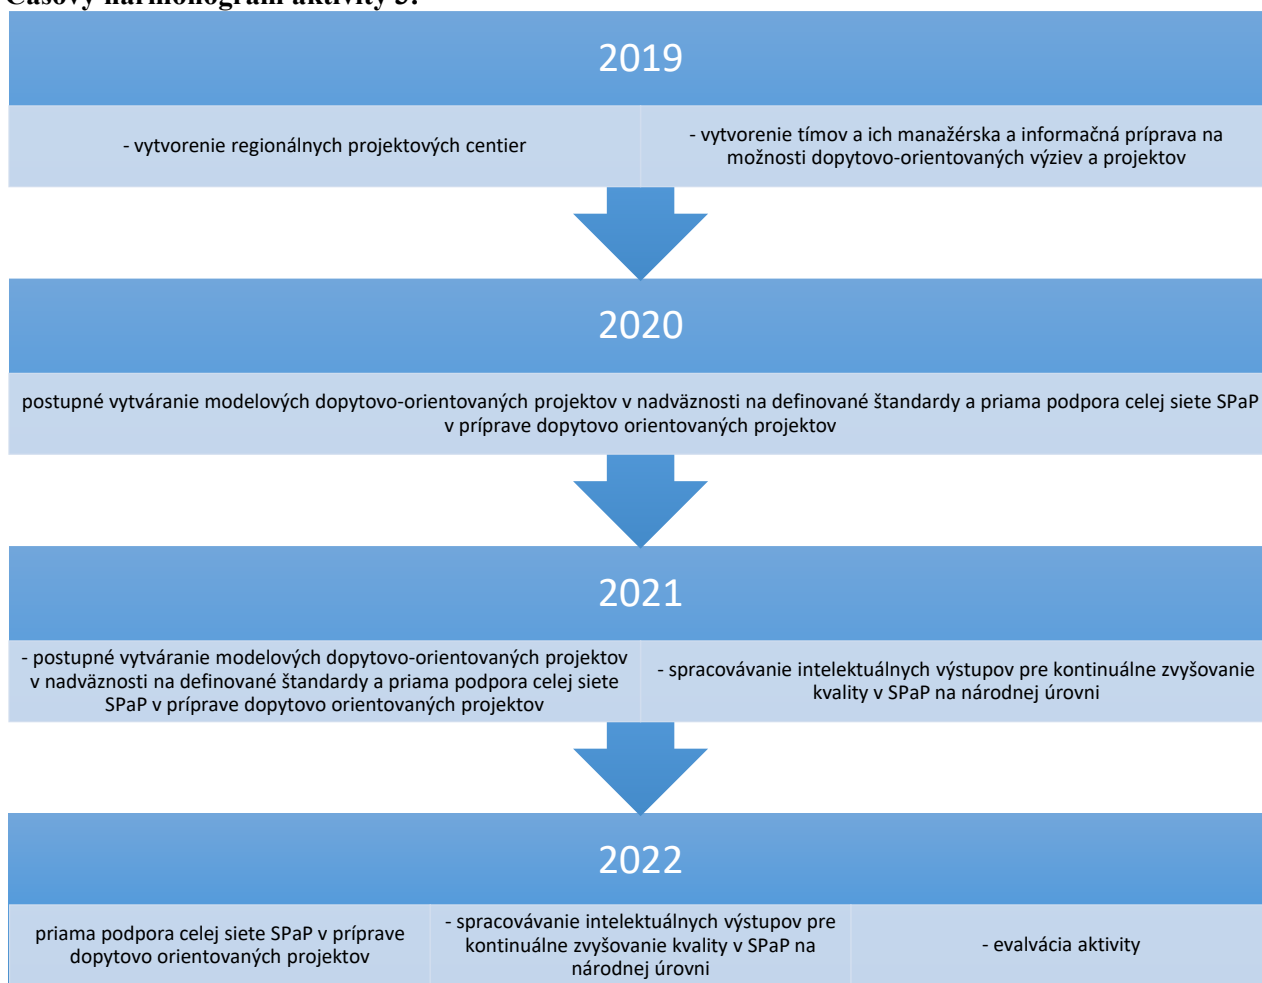 Časový harmonogram aktivity 3:
2019
- vytvorenie regionálnych projektových centier
- vytvorenie tímov a ich manažérska a informačná príprava na
možnosti dopytovo-orientovaných výziev a projektov
2020
postupné vytváranie modelových dopytovo-orientovaných projektov v nadväznosti na definované štandardy a priama podpora celej siete SPaP
v príprave dopytovo orientovaných projektov
2021
- postupné vytváranie modelových dopytovo-orientovaných projektov
v nadväznosti na definované štandardy a priama podpora celej siete
SPaP v príprave dopytovo orientovaných projektov
- spracovávanie intelektuálnych výstupov pre kontinuálne zvyšovanie
kvality v SPaP na národnej úrovni
2022
priama podpora celej siete SPaP v príprave
dopytovo orientovaných projektov
- spracovávanie intelektuálnych výstupov pre
kontinuálne zvyšovanie kvality v SPaP na
národnej úrovni
- evalvácia aktivity